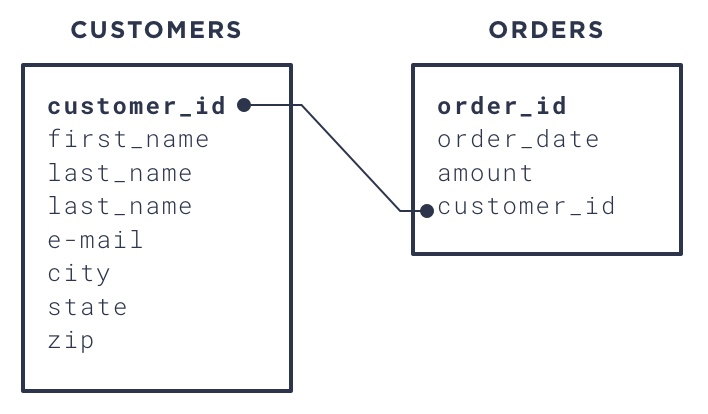 CUSTOMERS
customer_id
first_name
last_name
last_name
e-mail
city
state
zip
ORDERS
order_id
order_date
amount
customer_id